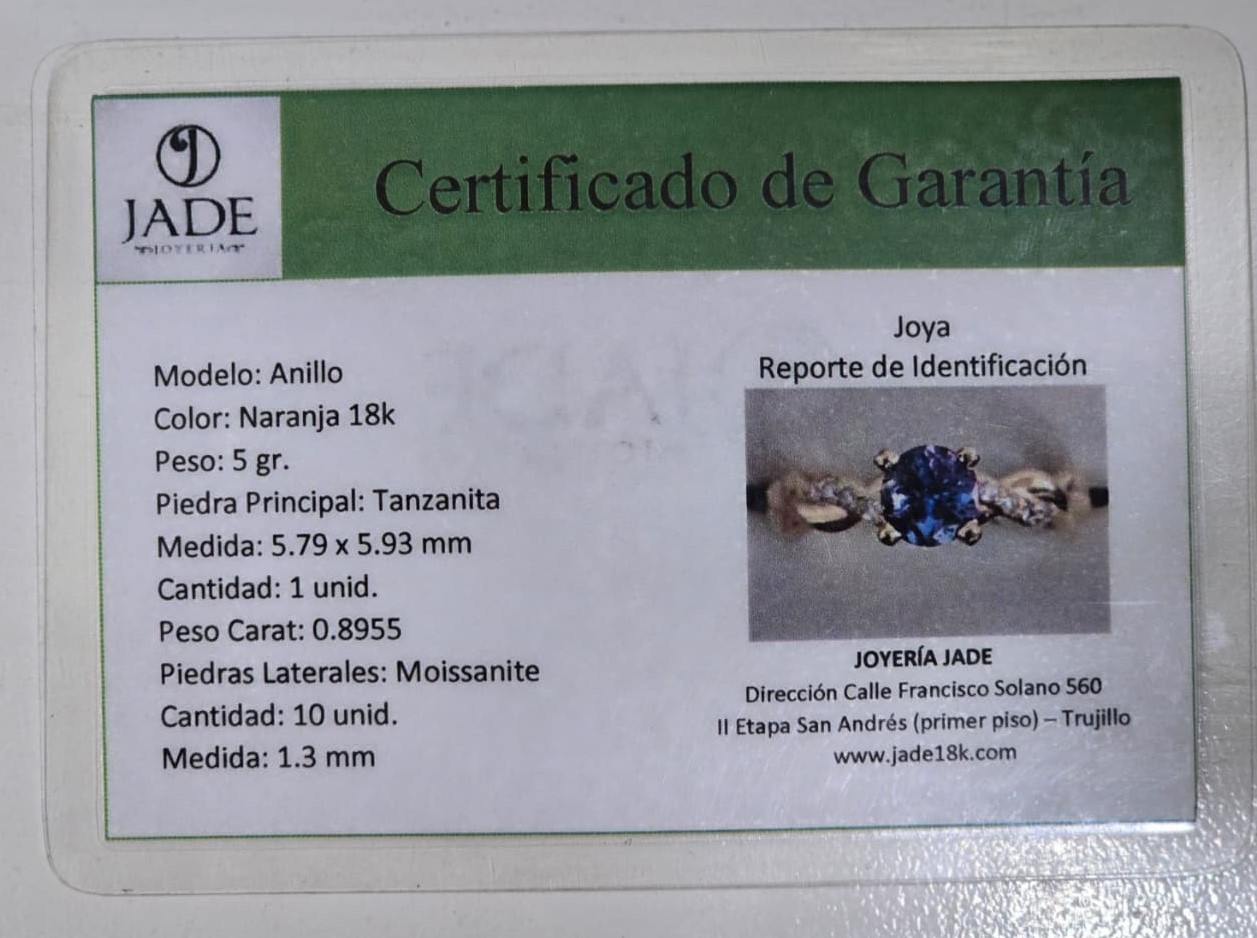 JADE
JOYERIA
Certificado de Garantía
Modelo: Anillo
Color: Naranja 18k
Peso: 5 gr.
Piedra Principal: Tanzanita
Medida: 5.79 x 5.93 mm
Cantidad: 1 unid.
Peso Carat: 0.8955
Piedras Laterales: Moissanite
Cantidad: 10 unid.
Medida: 1.3 mm
Joya
Reporte de Identificación
JOYERÍA JADE
Dirección Calle Francisco Solano 560
II Etapa San Andrés (primer piso) – Trujillo
www.jade18k.com